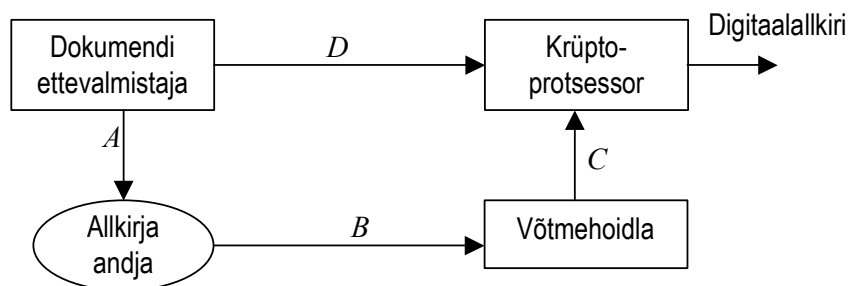 Dokumendi
ettevalmistaja
D
Krüpto-
protsessor
Digitaalallkiri
A
C
Allkirja
andja
B
Võtmehoidla